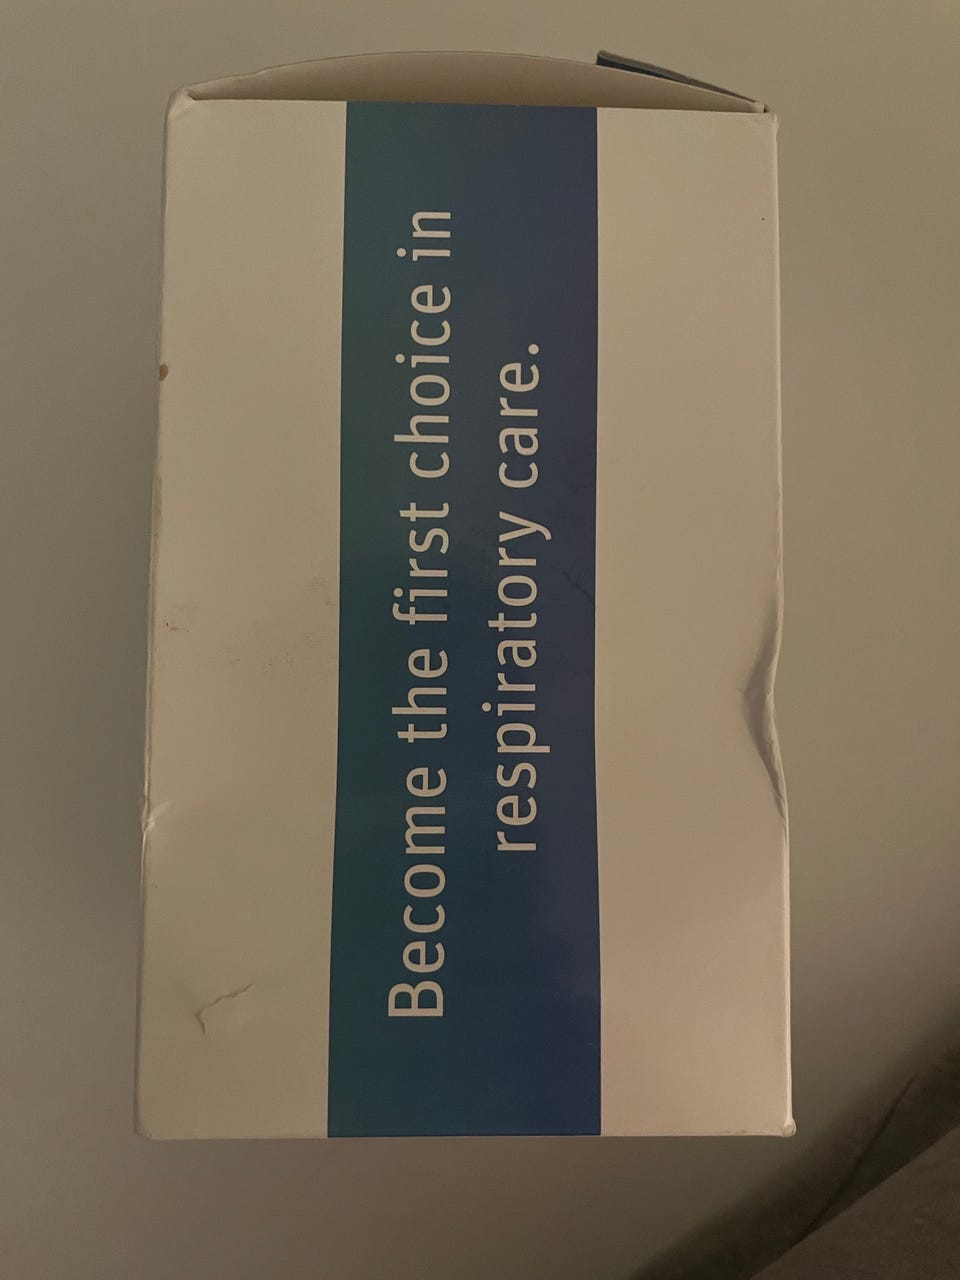 Become the first choice in
respiratory care.